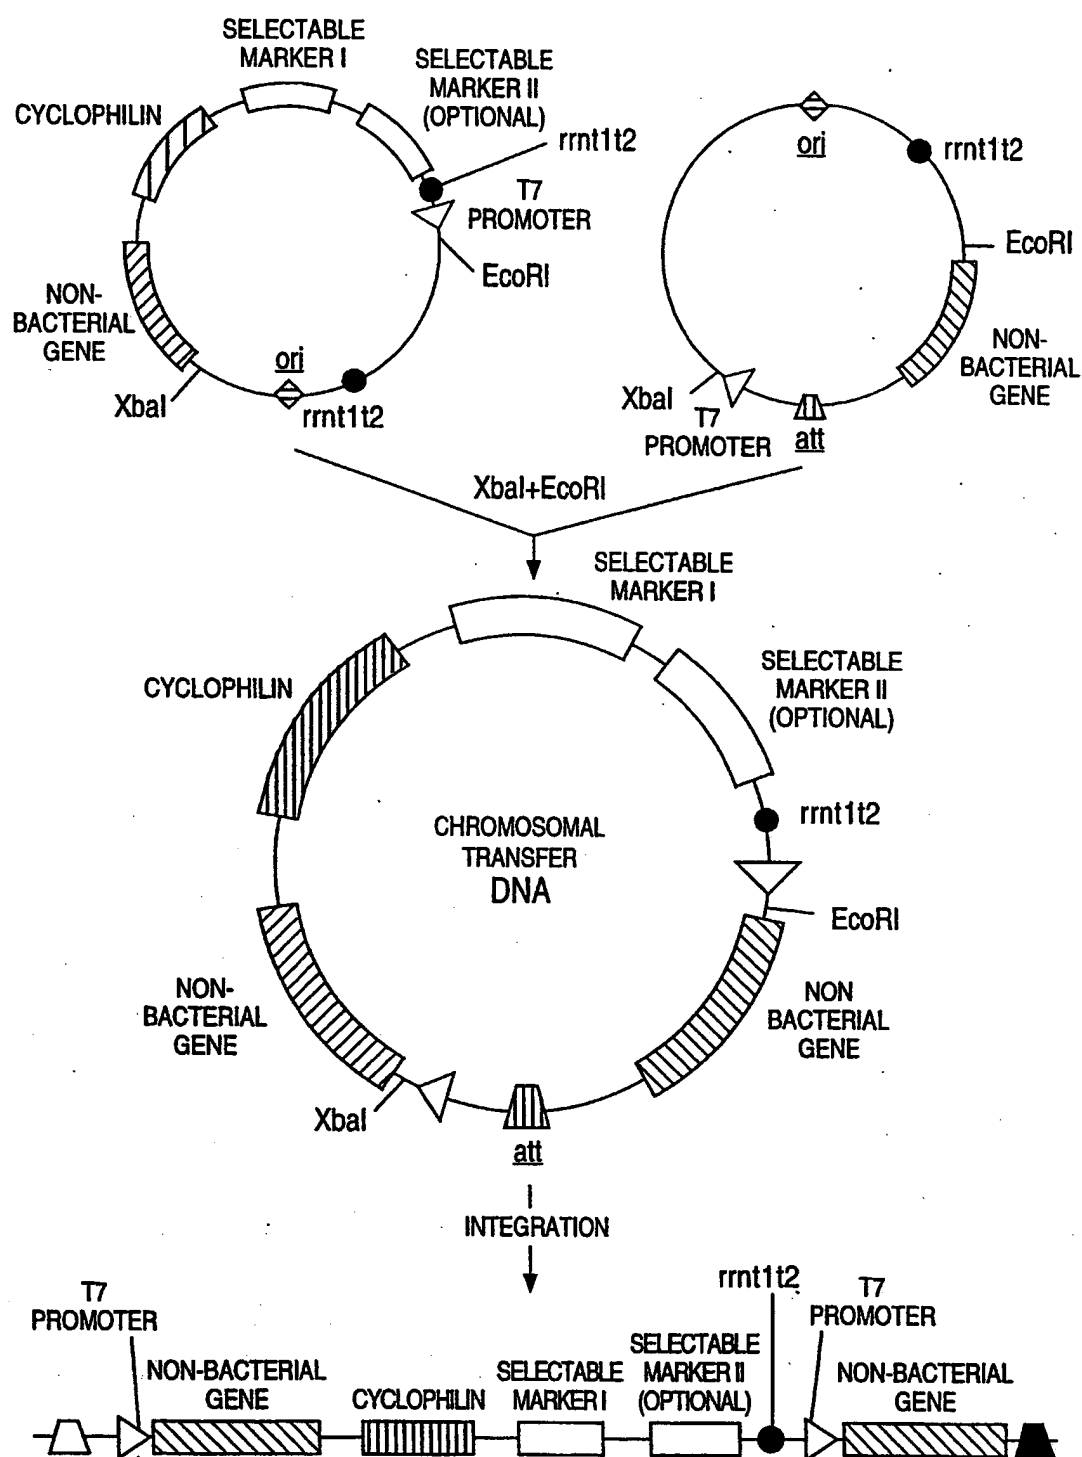 SELECTABLE
MARKER I
SELECTABLE
MARKER II
(OPTIONAL)
CYCLOPHILIN
rrnt1t2
T7
PROMOTER
EcoRI
NON-
BACTERIAL
GENE
XbaI
ori
rrnt1t2
ori
rrnt1t2
EcoRI
NON-
BACTERIAL
GENE
XbaI
T7
PROMOTER
att
XbaI+EcoRI
SELECTABLE
MARKER I
SELECTABLE
MARKER II
(OPTIONAL)
CYCLOPHILIN
rrnt1t2
CHROMOSOMAL
TRANSFER
DNA
EcoRI
NON-
BACTERIAL
GENE
NON
BACTERIAL
GENE
XbaI
att
INTEGRATION
rrnt1t2
T7
PROMOTER
T7
PROMOTER
NON-BACTERIAL
GENE
CYCLOPHILIN
SELECTABLE
MARKER I
SELECTABLE
MARKER II
(OPTIONAL)
NON-BACTERIAL
GENE